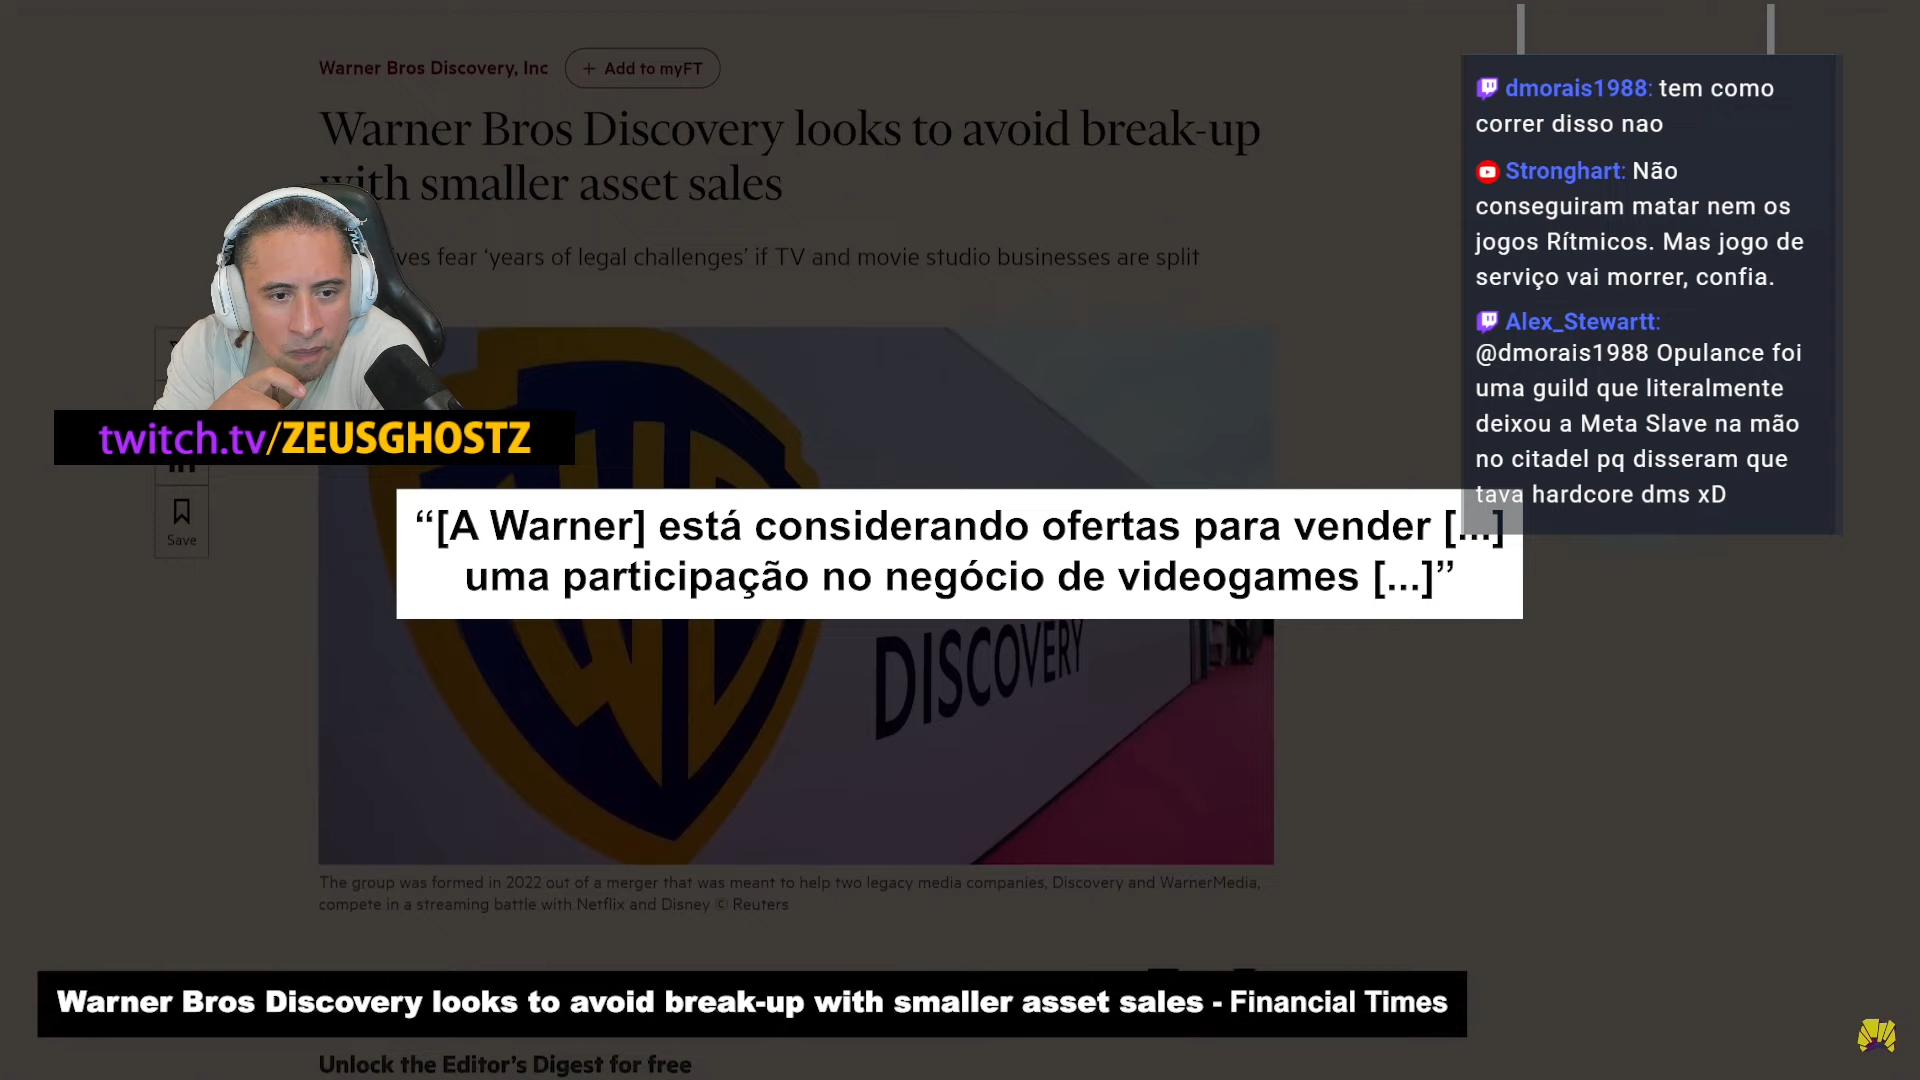 Warner Bros Discovery, Inc
+ Add to myFT
Warner Bros Discovery looks to avoid break-up
with smaller asset sales
fear ‘years of legal challenges’ if TV and movie studio businesses are split
twitch.tv/ZEUSGHOSTZ
Save
“[A Warner] está considerando ofertas para vender [...]
uma participação no negócio de videogames [...]”
DISCOVERY
The group was formed in 2022 out of a merger that was meant to help two legacy media companies, Discovery and WarnerMedia,
compete in a streaming battle with Netflix and Disney © Reuters
Warner Bros Discovery looks to avoid break-up with smaller asset sales - Financial Times
Unlock the Editor’s Digest for free
dmorais1988: tem como
correr disso nao
Stronghart: Não
conseguiram matar nem os
jogos Rítmicos. Mas jogo de
serviço vai morrer, confia.
Alex_Stewartt:
@dmorais1988 Opulance foi
uma guild que literalmente
deixou a Meta Slave na mão
no citadel pq disseram que
tava hardcore dms xD